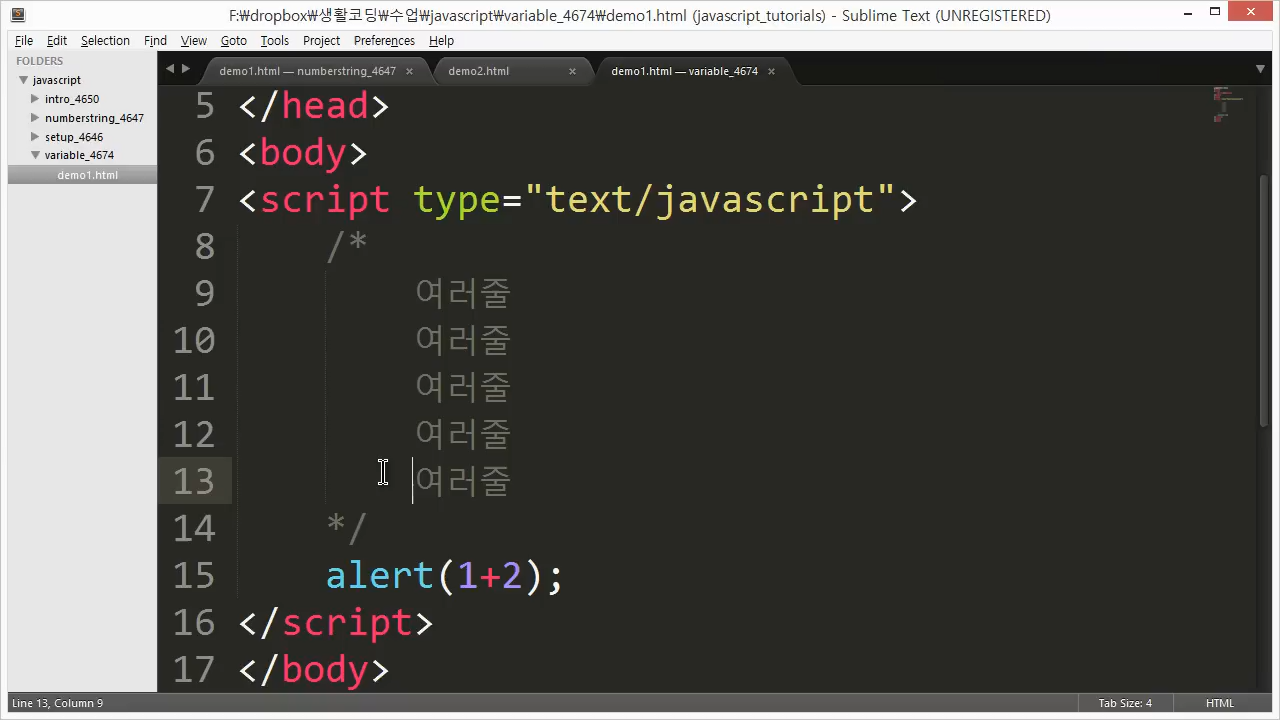 F:₩dropbox₩생활코딩₩수업₩javascript₩variable_4674₩demo1.html (javascript_tutorials) - Sublime Text (UNREGISTERED)
File Edit Selection Find View Goto Tools Project Preferences Help
FOLDERS
javascript
intro_4650
numberstring_4647
setup_4646
variable_4674
demo1.html
demo1.html — numberstring_4647
demo2.html
demo1.html — variable_4674
5 </head>
6 <body>
7 <script type="text/javascript">
8 /*
9 여러줄
10 여러줄
11 여러줄
12 여러줄
13 여러줄
14 */
15 alert(1+2);
16 </script>
17 </body>
Line 13, Column 9
Tab Size: 4
HTML